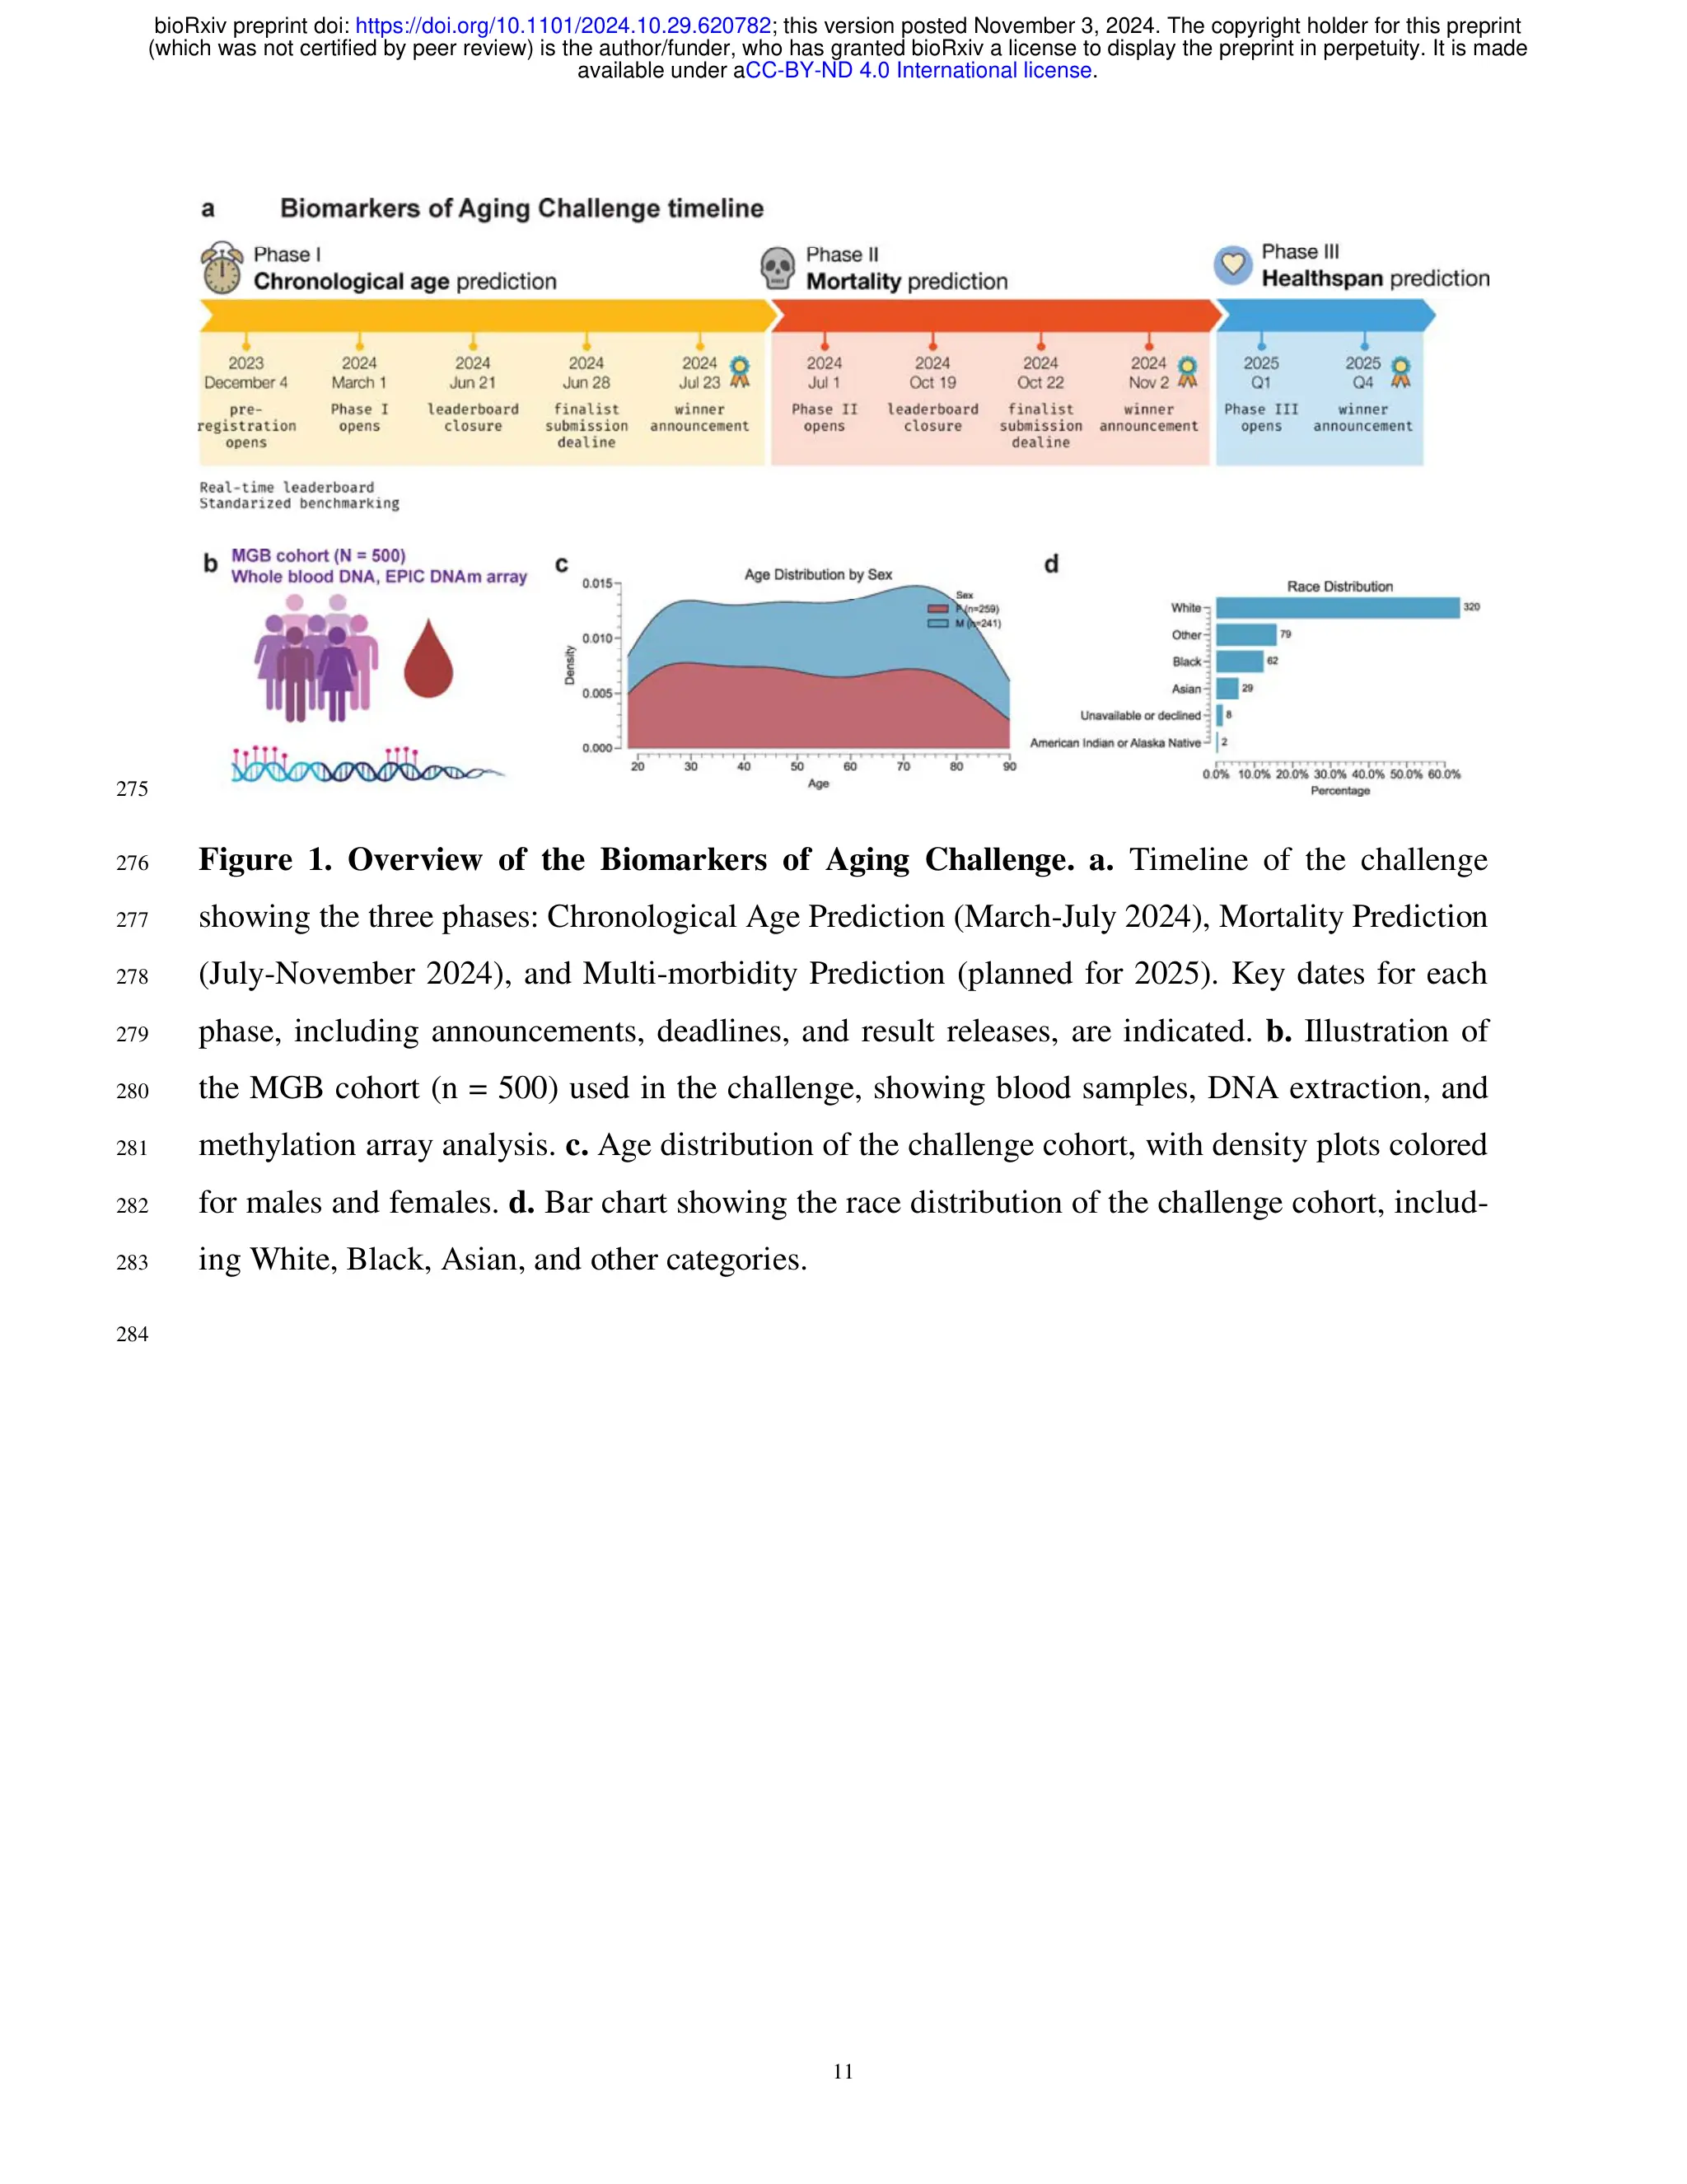 bioRxiv preprint doi: https://doi.org/10.1101/2024.10.29.620782; this version posted November 3, 2024. The copyright holder for this preprint
(which was not certified by peer review) is the author/funder, who has granted bioRxiv a license to display the preprint in perpetuity. It is made
available under aCC-BY-ND 4.0 International license.
a Biomarkers of Aging Challenge timeline
Phase I
Chronological age prediction
Phase II
Mortality prediction
Phase III
Healthspan prediction
2023
December 4
pre-
registration
opens
2024
March 1
Phase I
opens
2024
Jun 21
leaderboard
closure
2024
Jun 28
finalist
submission
dealine
2024
Jul 23
winner
announcement
2024
Jul 1
Phase II
opens
2024
Oct 19
leaderboard
closure
2024
Oct 22
finalist
submission
dealine
2024
Nov 2
winner
announcement
2025
Q1
Phase III
opens
2025
Q4
winner
announcement
Real-time leaderboard
Standarized benchmarking
b MGB cohort (N = 500)
Whole blood DNA, EPIC DNAm array
c
Age Distribution by Sex
Sex
F (n=259)
M (n=241)
Density
0.015
0.010
0.005
0.000
20 30 40 50 60 70 80 90
Age
d
Race Distribution
White 320
Other 79
Black 62
Asian 29
Unavailable or declined 8
American Indian or Alaska Native 2
0.0% 10.0% 20.0% 30.0% 40.0% 50.0% 60.0%
Percentage
275
276 Figure 1. Overview of the Biomarkers of Aging Challenge. a. Timeline of the challenge
277 showing the three phases: Chronological Age Prediction (March-July 2024), Mortality Prediction
278 (July-November 2024), and Multi-morbidity Prediction (planned for 2025). Key dates for each
279 phase, including announcements, deadlines, and result releases, are indicated. b. Illustration of
280 the MGB cohort (n = 500) used in the challenge, showing blood samples, DNA extraction, and
281 methylation array analysis. c. Age distribution of the challenge cohort, with density plots colored
282 for males and females. d. Bar chart showing the race distribution of the challenge cohort, includ-
283 ing White, Black, Asian, and other categories.
284
11